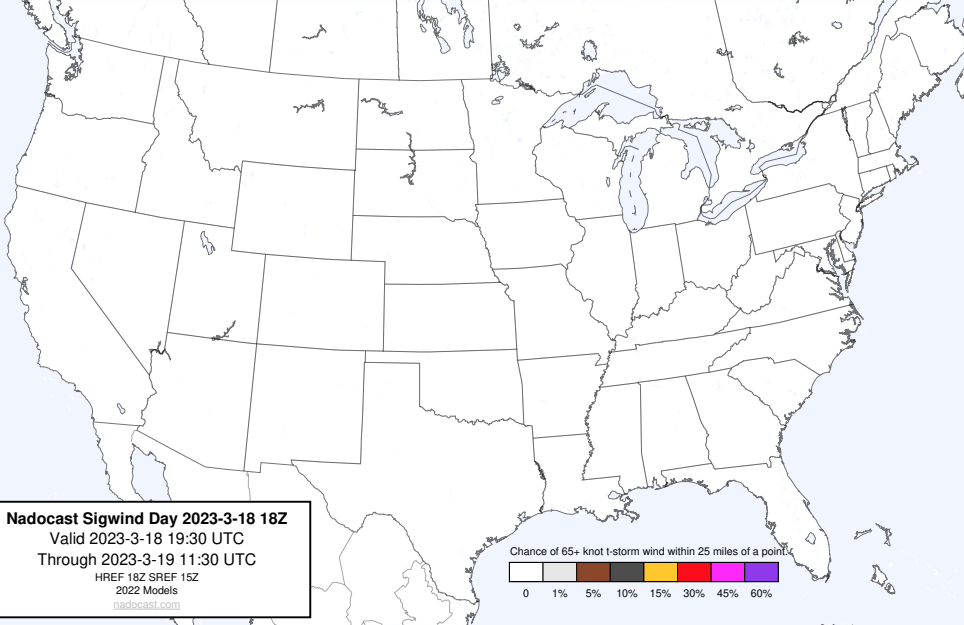 Nadocast Sigwind Day 2023-3-18 18Z
Valid 2023-3-18 19:30 UTC
Through 2023-3-19 11:30 UTC
HREF 18Z SREF 15Z
2022 Models
nadocast.com
Chance of 65+ knot t-storm wind within 25 miles of a point.
0 1% 5% 10% 15% 30% 45% 60%